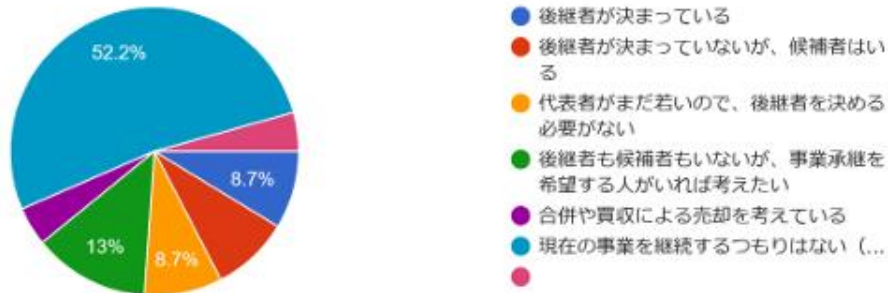 52.2%
8.7%
13%
8.7%
後継者が決まっている
後継者が決まっていないが、候補者はい
る
代表者がまだ若いので、後継者を決める
必要がない
後継者も候補者もいないが、事業承継を
希望する人がいれば考えたい
合併や買収による売却を考えている
現在の事業を継続するつもりはない（...